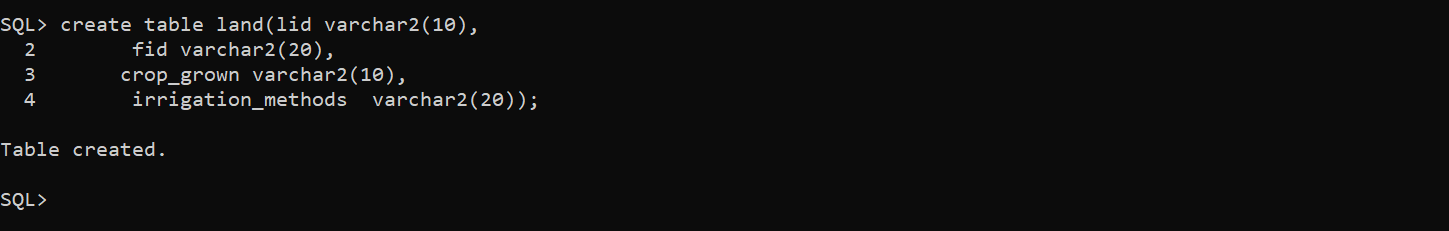 SQL> create table land(lid varchar2(10),
  2        fid varchar2(20),
  3       crop_grown varchar2(10),
  4        irrigation_methods  varchar2(20));
Table created.
SQL>